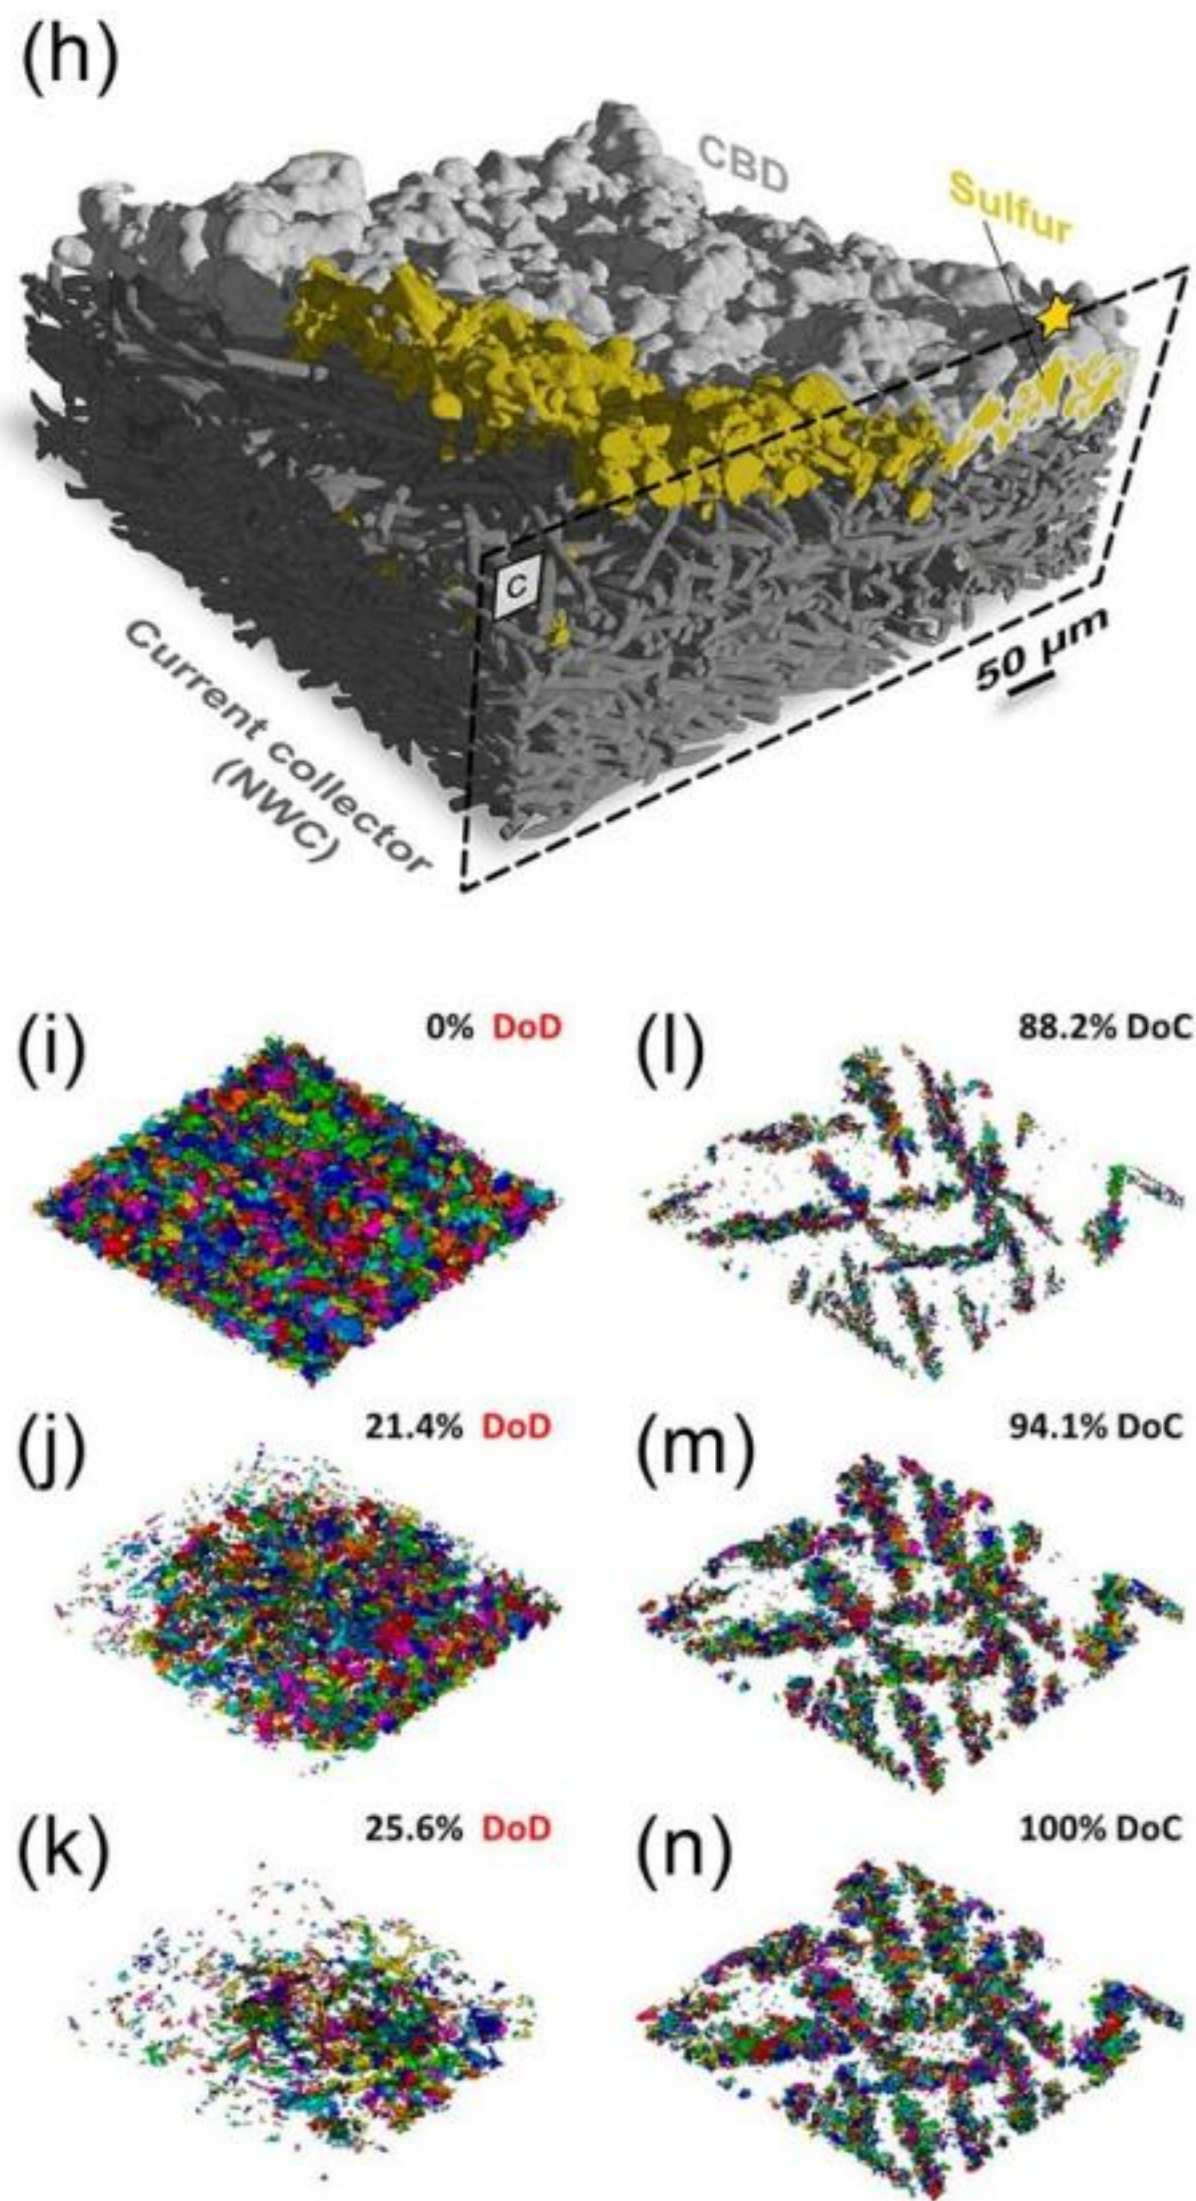 (h)
CBD
Sulfur
C
50 μm
Current collector
(NWC)
(i)
0% DoD
(l)
88.2% DoC
(j)
21.4% DoD
(m)
94.1% DoC
(k)
25.6% DoD
(n)
100% DoC